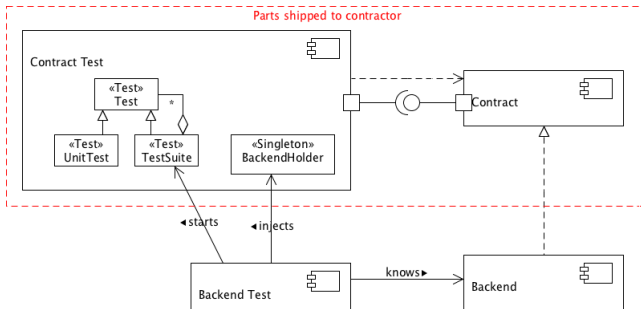 Parts shipped to contractor
Contract Test
«Test»
Test
*
«Test»
UnitTest
«Test»
TestSuite
«Singleton»
BackendHolder
Contract
◂starts
◂injects
Backend Test
knows▸
Backend